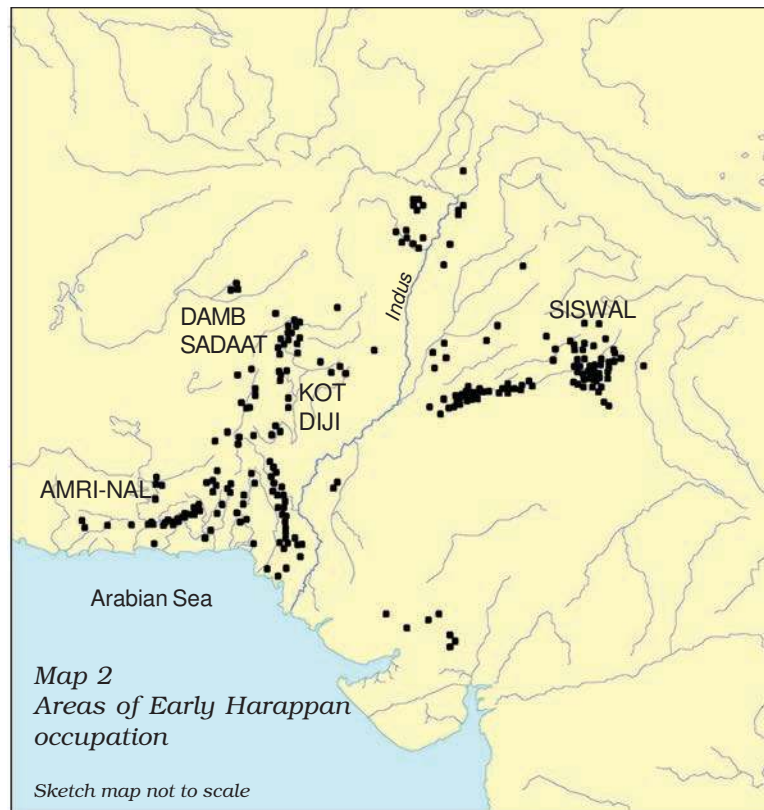 Indus
SISWAL
DAMB
SADAAT
KOT
DIJI
AMRI-NAL
Arabian Sea
Map 2
Areas of Early Harappan
occupation
Sketch map not to scale